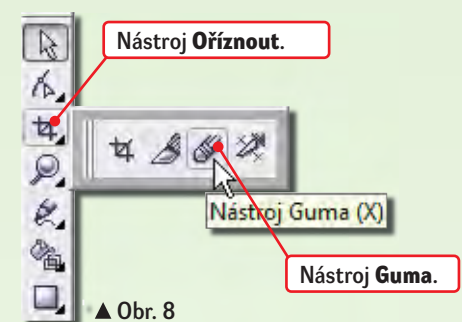 Nástroj Oříznout.
Nástroj Guma (X)
Nástroj Guma.
▲ Obr. 8